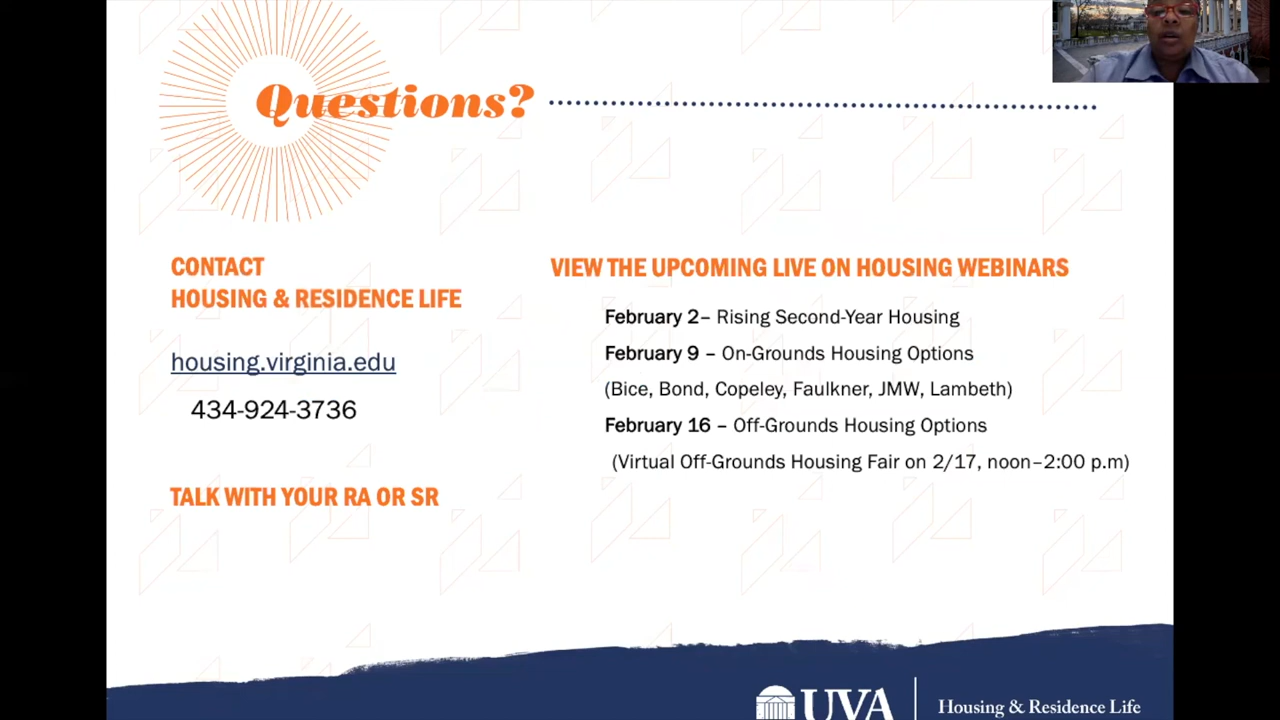 Questions?
CONTACT
HOUSING & RESIDENCE LIFE
housing.virginia.edu
434-924-3736
TALK WITH YOUR RA OR SR
VIEW THE UPCOMING LIVE ON HOUSING WEBINARS
February 2– Rising Second-Year Housing
February 9 – On-Grounds Housing Options
(Bice, Bond, Copeley, Faulkner, JMW, Lambeth)
February 16 – Off-Grounds Housing Options
(Virtual Off-Grounds Housing Fair on 2/17, noon–2:00 p.m)
UVA
Housing & Residence Life